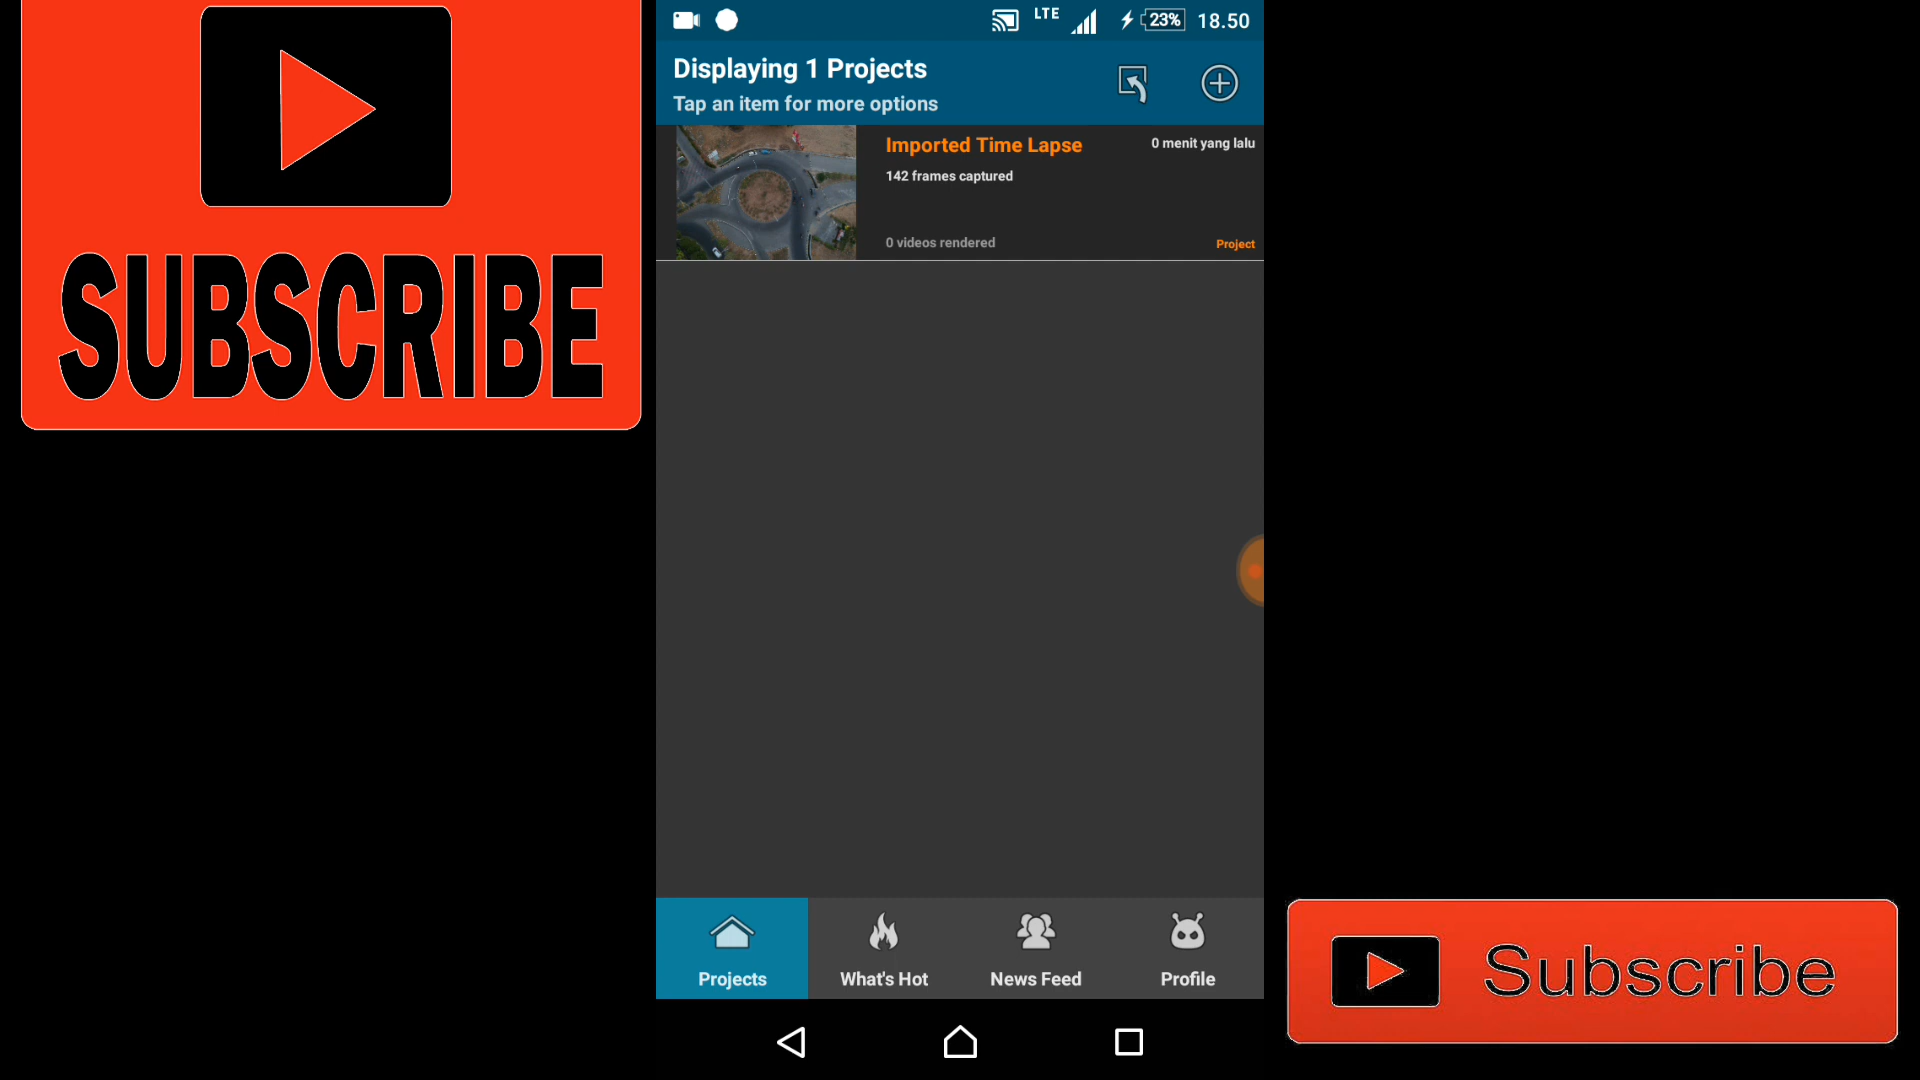 SUBSCRIBE
LTE 23% 18.50
Displaying 1 Projects
Tap an item for more options
Imported Time Lapse
0 menit yang lalu
142 frames captured
0 videos rendered
Project
Projects
What's Hot
News Feed
Profile
Subscribe